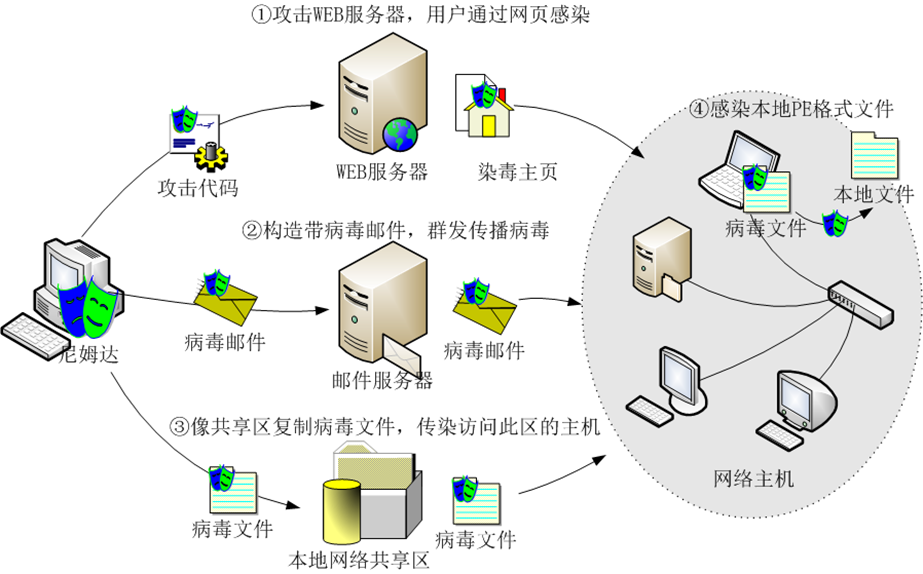 ①攻击WEB服务器，用户通过网页感染
④感染本地PE格式文件
攻击代码
WEB服务器
染毒主页
本地文件
病毒文件
②构造带病毒邮件，群发传播病毒
病毒邮件
病毒邮件
尼姆达
邮件服务器
③像共享区复制病毒文件，传染访问此区的主机
网络主机
病毒文件
病毒文件
本地网络共享区